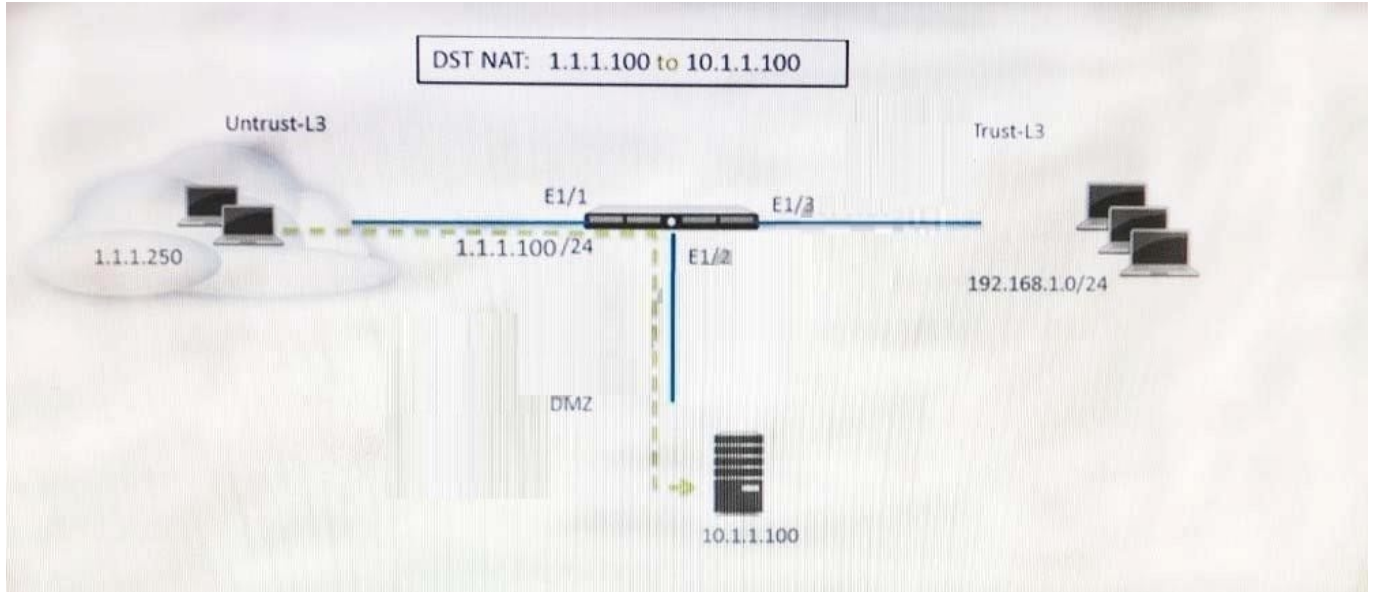 DST NAT: 1.1.1.100 to 10.1.1.100
Untrust-L3
Trust-L3
E1/1
E1/3
1.1.1.250
1.1.1.100/24
E1/2
192.168.1.0/24
DMZ
10.1.1.100